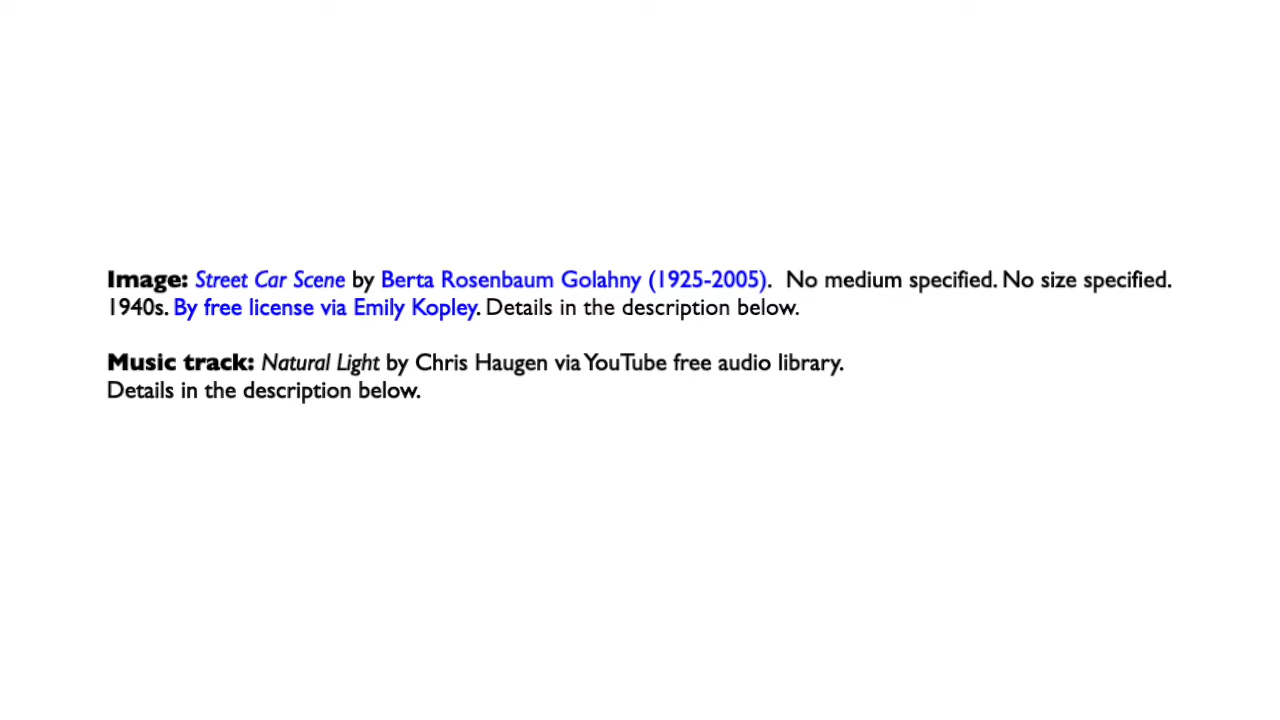 Image: Street Car Scene by Berta Rosenbaum Golahny (1925-2005).  No medium specified. No size specified.
1940s. By free license via Emily Kopley. Details in the description below.
Music track: Natural Light by Chris Haugen via YouTube free audio library.
Details in the description below.